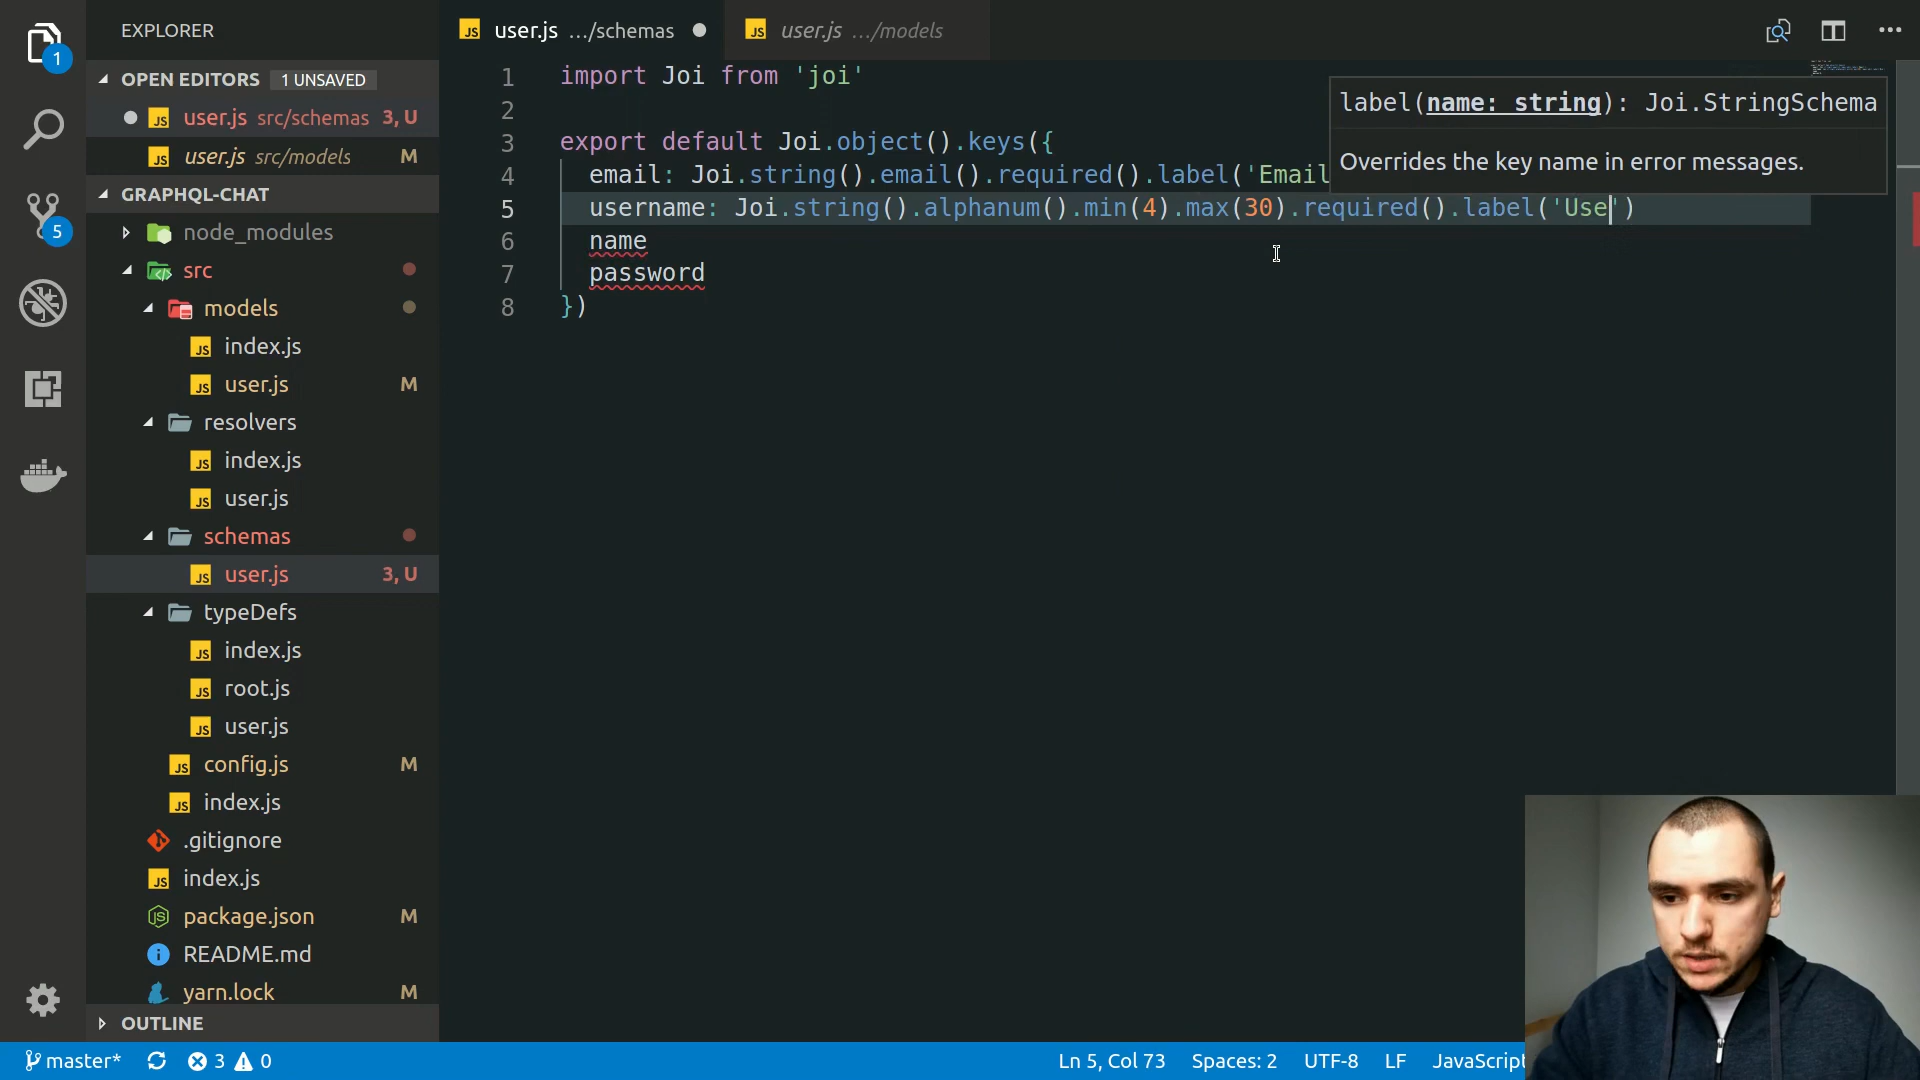 EXPLORER
OPEN EDITORS 1 UNSAVED
user.js src/schemas 3, U
user.js src/models M
GRAPHQL-CHAT
node_modules
src
models
index.js
user.js M
resolvers
index.js
user.js
schemas
user.js 3, U
typeDefs
index.js
root.js
user.js
config.js M
index.js
.gitignore
index.js
package.json M
README.md
yarn.lock M
OUTLINE
1
5
user.js …/schemas
user.js …/models
1 import Joi from 'joi'
2
3 export default Joi.object().keys({
4 email: Joi.string().email().required().label('Email
5 username: Joi.string().alphanum().min(4).max(30).required().label('Use')
6 name
7 password
8 })
label(name: string): Joi.StringSchema
Overrides the key name in error messages.
master* 3 0
Ln 5, Col 73 Spaces: 2 UTF-8 LF JavaScript